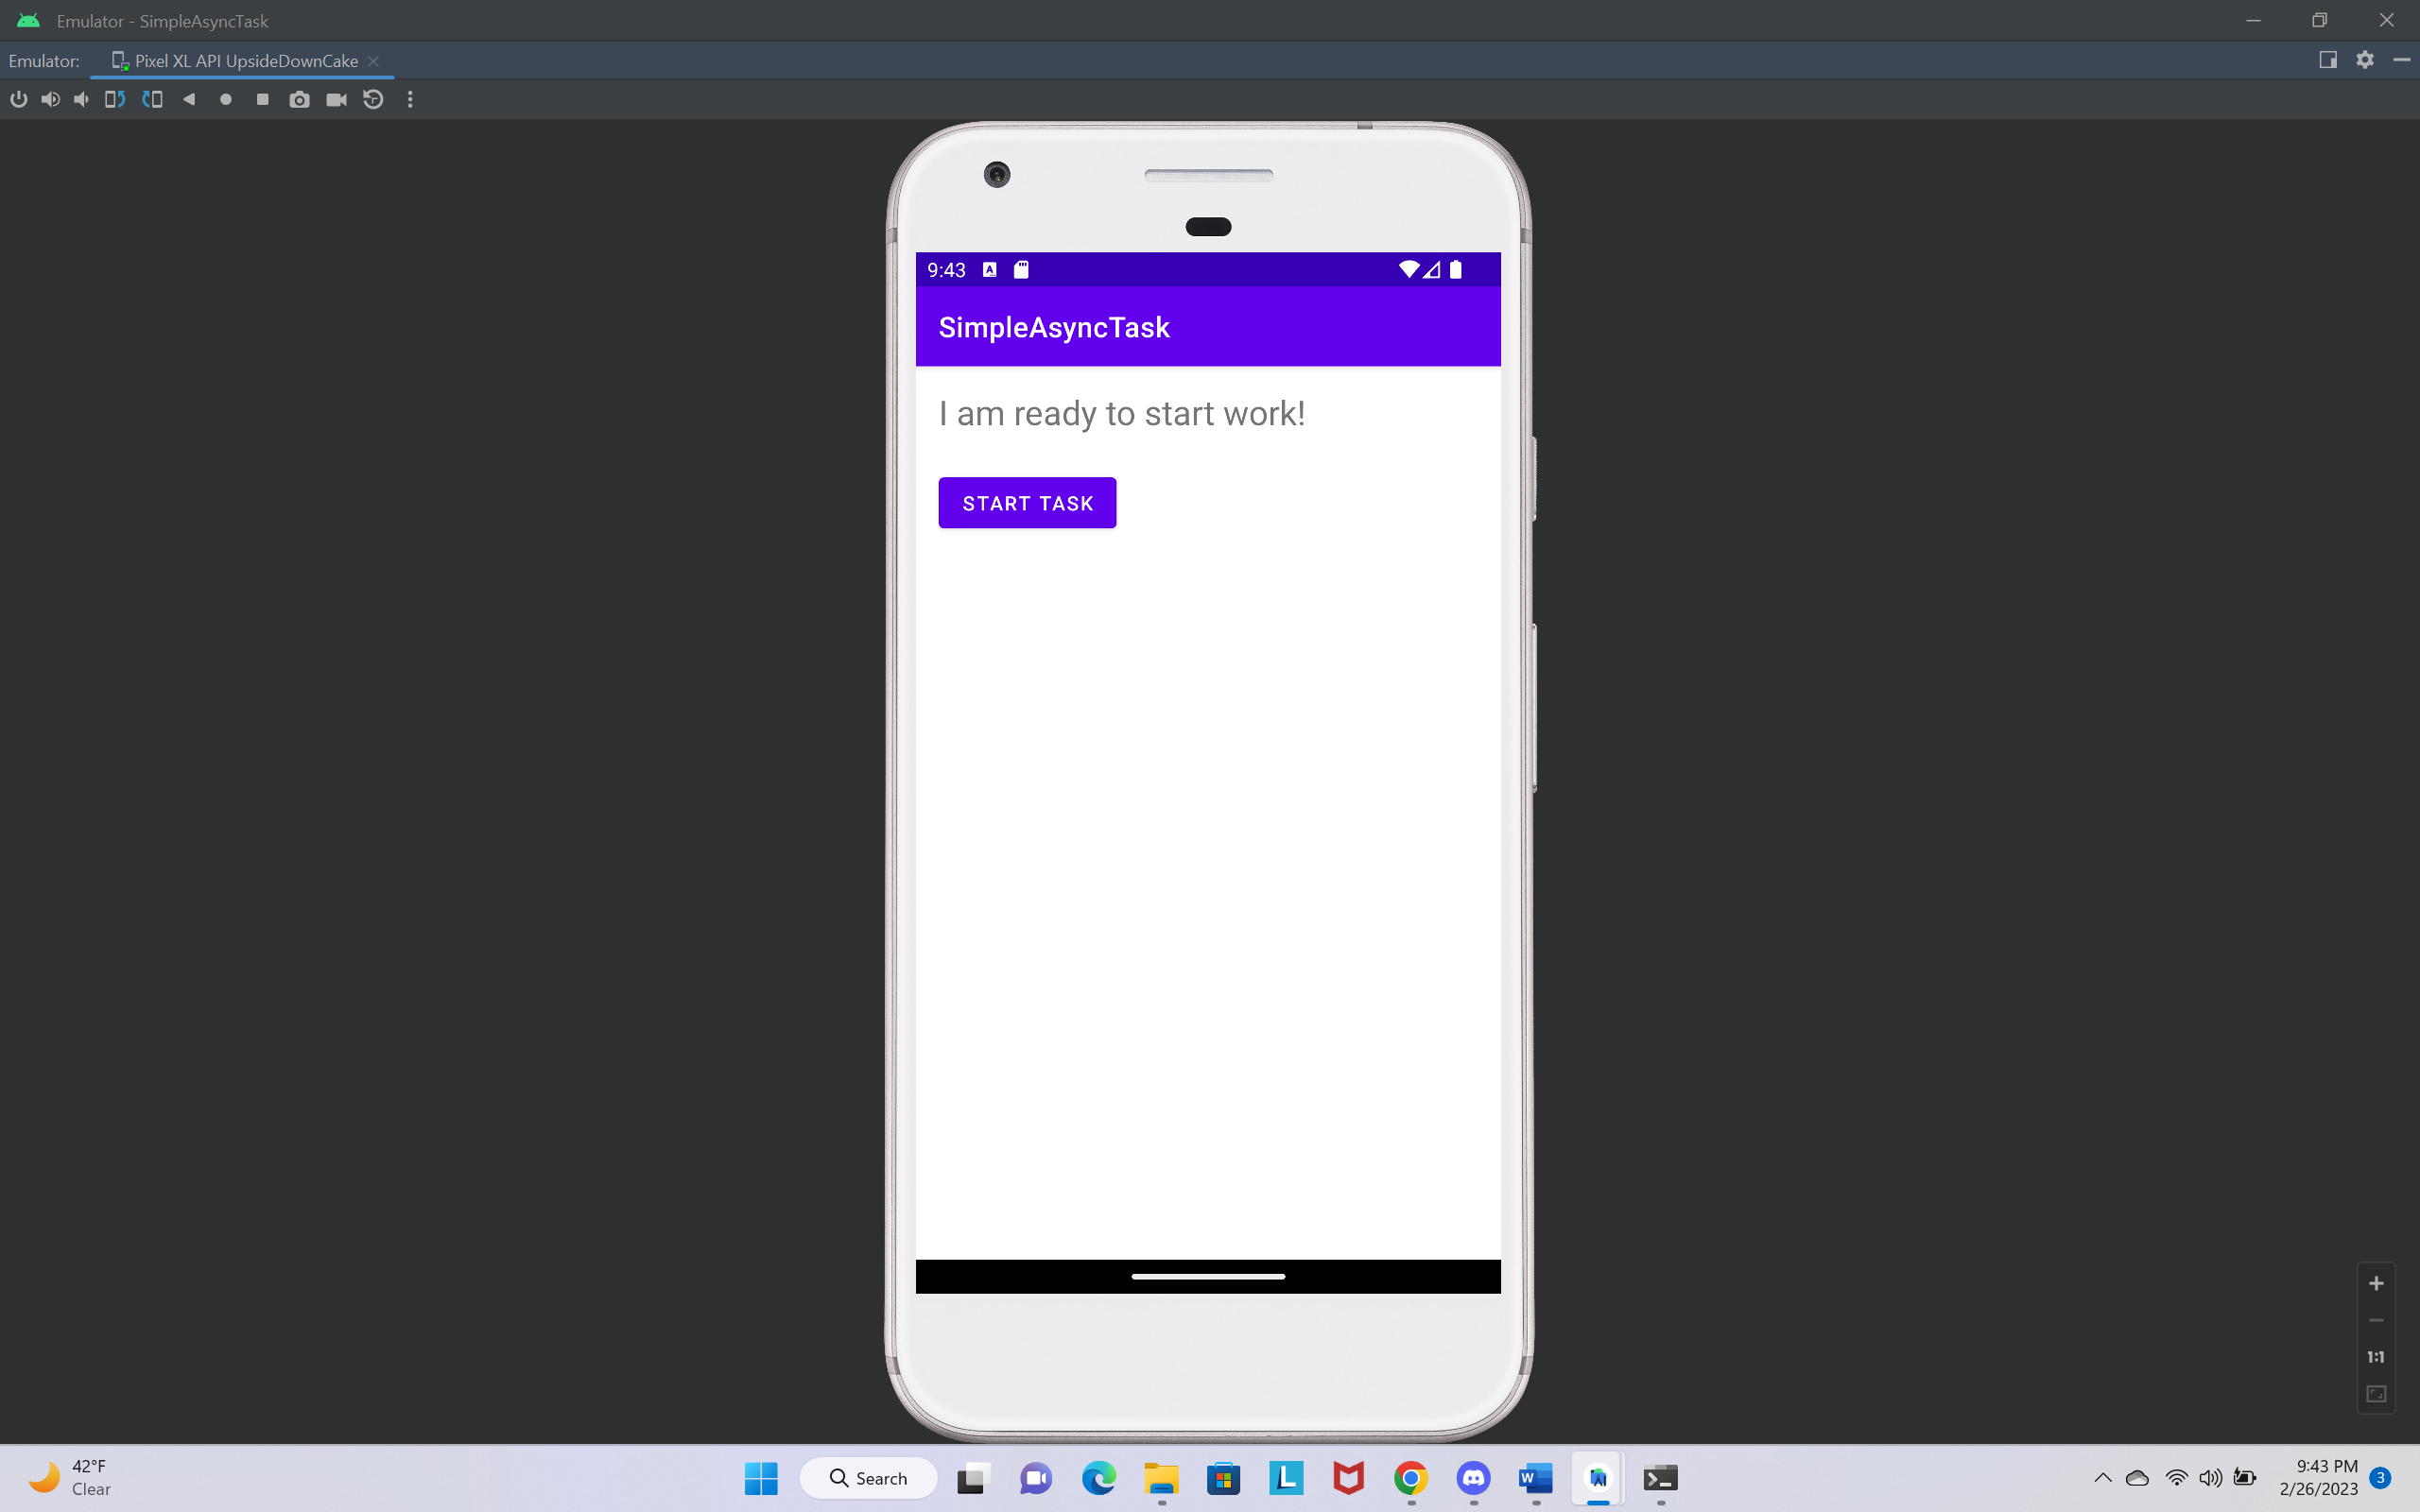 Emulator - SimpleAsyncTask
Emulator:
Pixel XL API UpsideDownCake
9:43
SimpleAsyncTask
I am ready to start work!
START TASK
1:1
42°F
Clear
Search
9:43 PM
2/26/2023
3